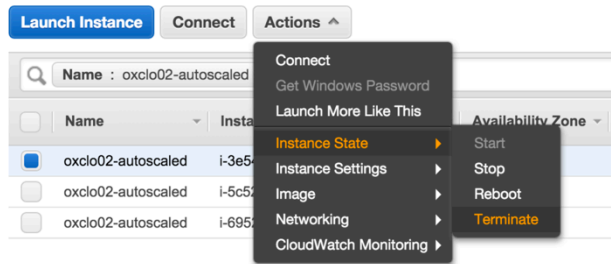 Launch Instance Connect Actions
Name : oxclo02-autoscaled
Connect
Get Windows Password
Launch More Like This
Name Insta Availability Zone
Instance State Start
oxclo02-autoscaled i-3e54
Instance Settings Stop
oxclo02-autoscaled i-5c52
Image Reboot
oxclo02-autoscaled i-6952
Networking Terminate
CloudWatch Monitoring